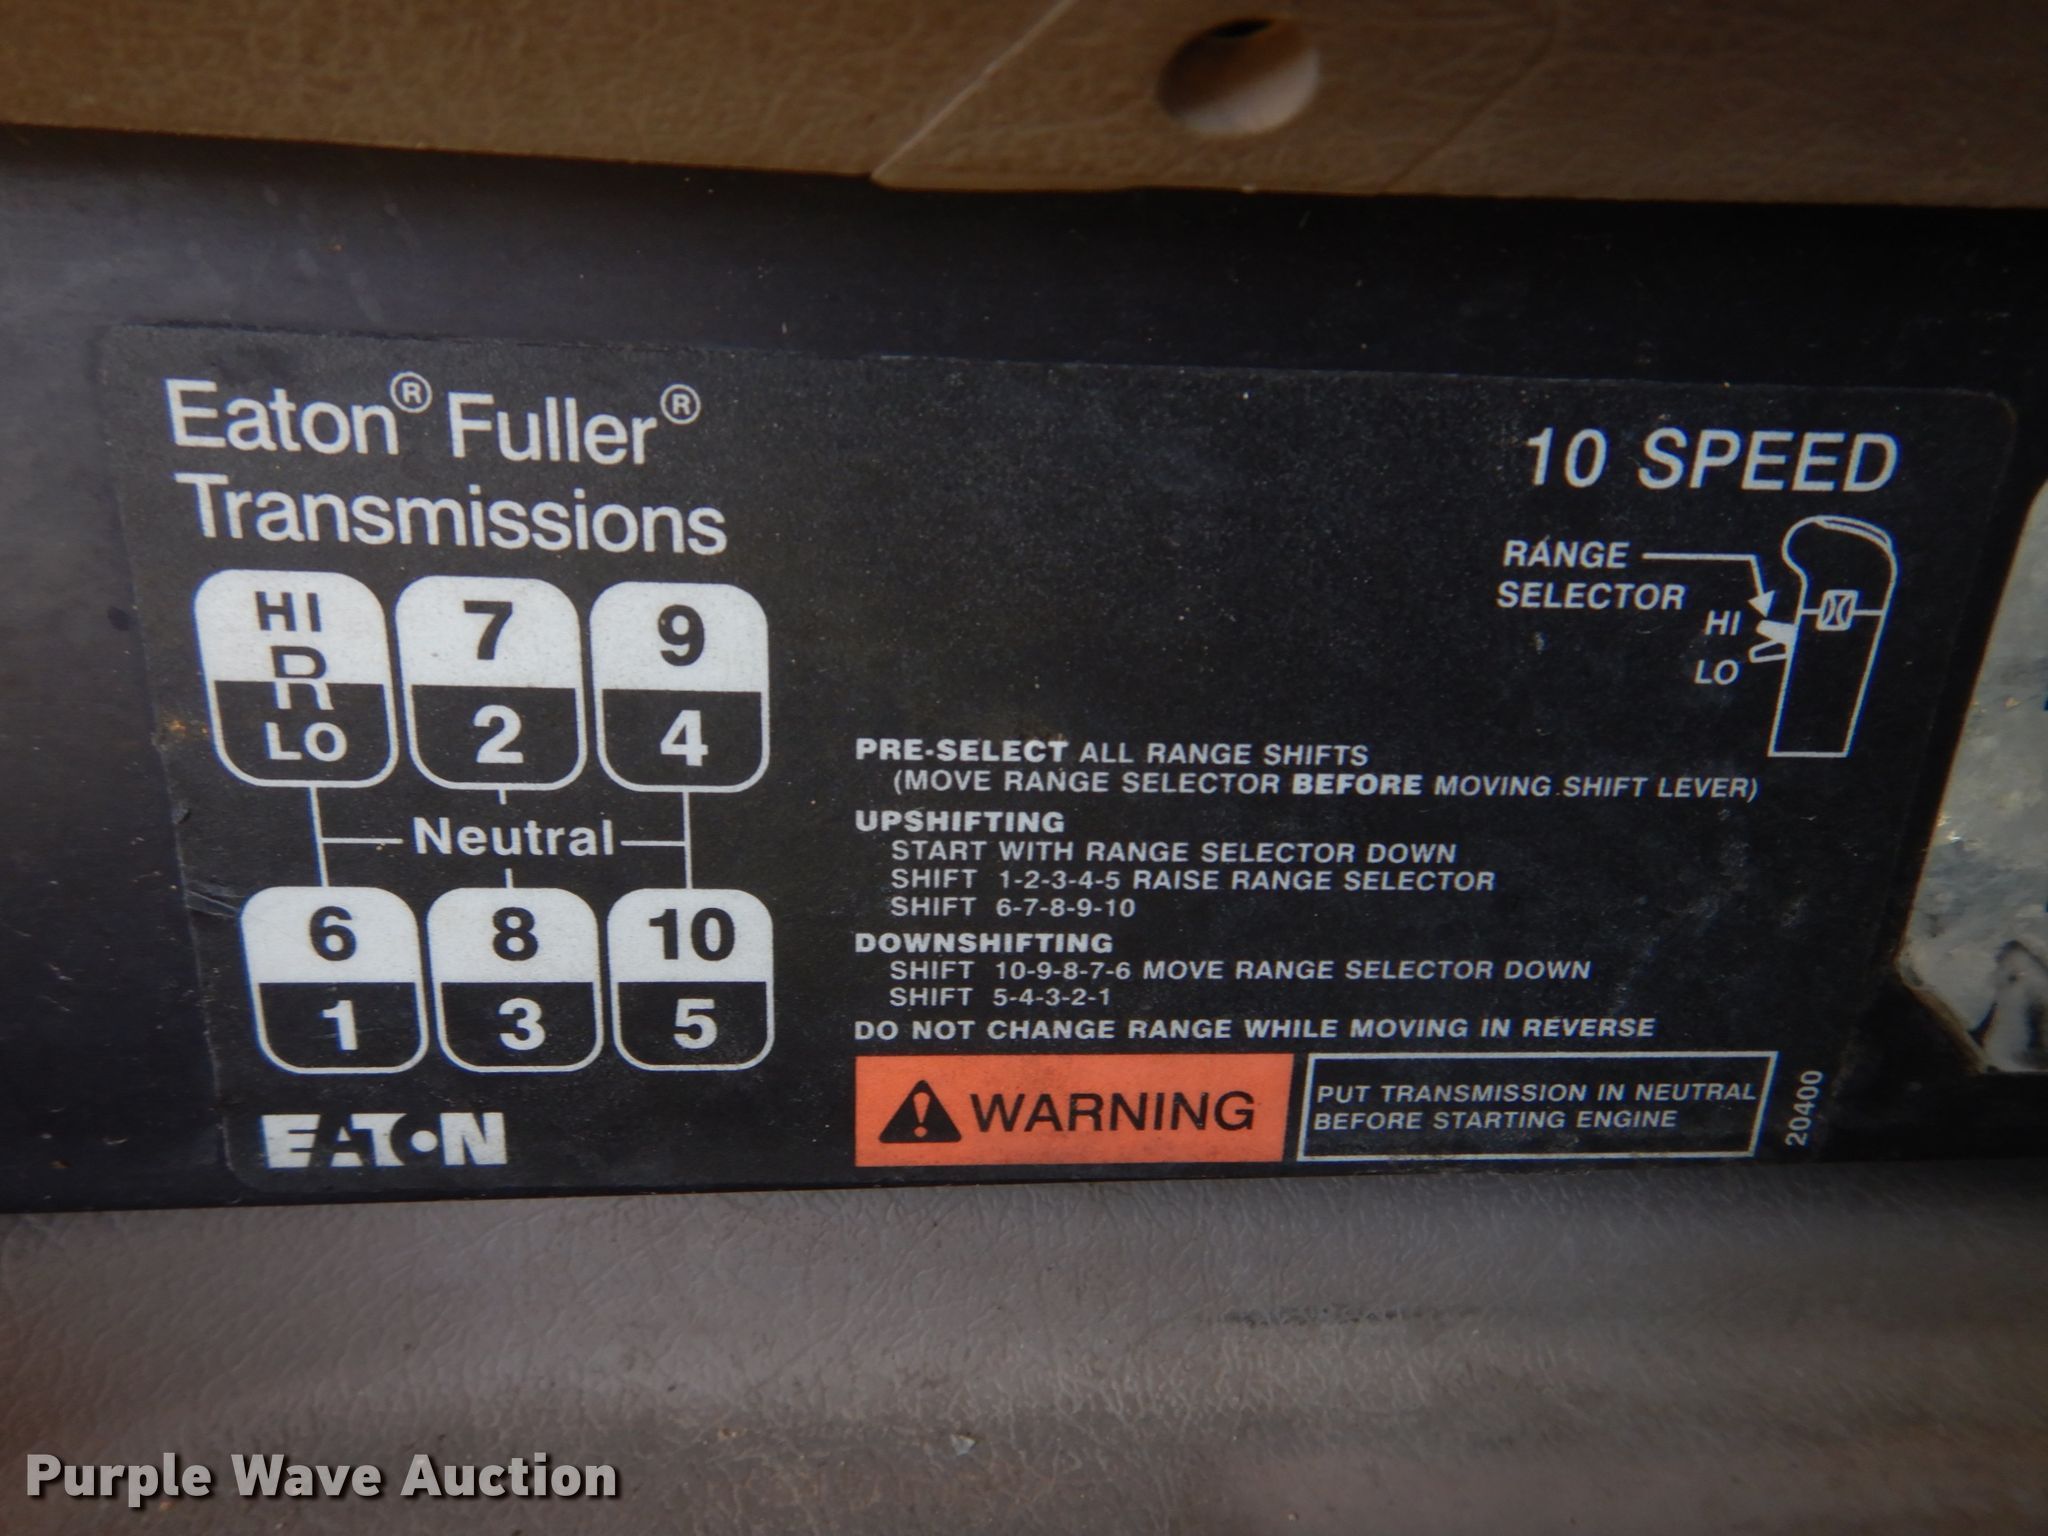 Eaton® Fuller®
Transmissions
HI
R
LO
7
2
9
4
Neutral
6
1
8
3
10
5
EATON
10 SPEED
RANGE
SELECTOR
HI
LO
PRE-SELECT ALL RANGE SHIFTS
(MOVE RANGE SELECTOR BEFORE MOVING SHIFT LEVER)
UPSHIFTING
START WITH RANGE SELECTOR DOWN
SHIFT 1-2-3-4-5 RAISE RANGE SELECTOR
SHIFT 6-7-8-9-10
DOWNSHIFTING
SHIFT 10-9-8-7-6 MOVE RANGE SELECTOR DOWN
SHIFT 5-4-3-2-1
DO NOT CHANGE RANGE WHILE MOVING IN REVERSE
WARNING
PUT TRANSMISSION IN NEUTRAL
BEFORE STARTING ENGINE
20400
Purple Wave Auction